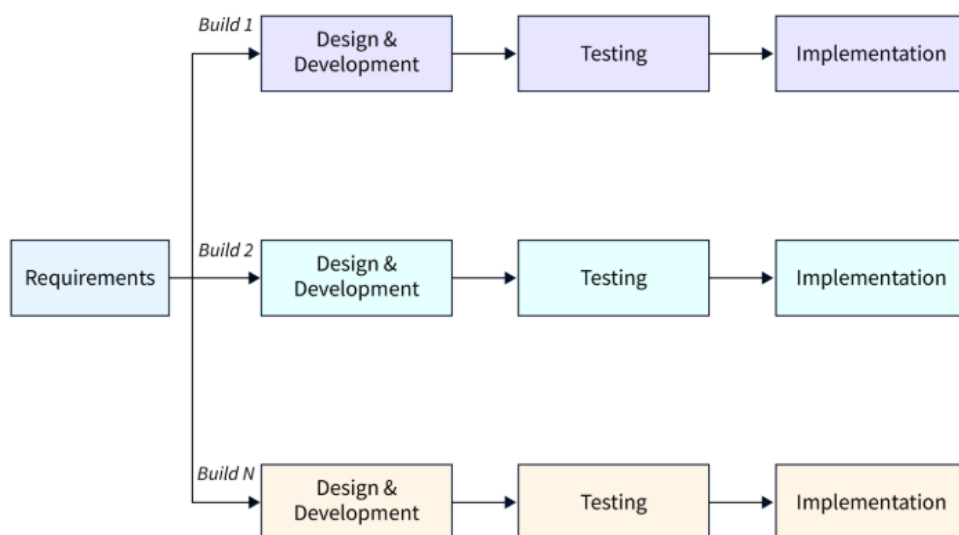 Build 1
Design &
Development
Testing
Implementation
Requirements
Build 2
Design &
Development
Testing
Implementation
Build N
Design &
Development
Testing
Implementation